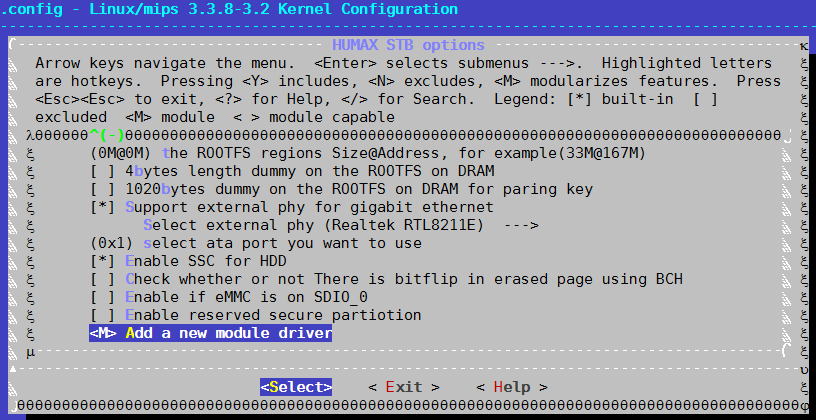 .config - Linux/mips 3.3.8-3.2 Kernel Configuration
HUMAX STB options
Arrow keys navigate the menu.  <Enter> selects submenus --->.  Highlighted letters
are hotkeys.  Pressing <Y> includes, <N> excludes, <M> modularizes features.  Press
<Esc><Esc> to exit, <?> for Help, </> for Search.  Legend: [*] built-in  [ ]
excluded  <M> module  < > module capable
^(-)
(0M@0M) the ROOTFS regions Size@Address, for example(33M@167M)
[ ] 4bytes length dummy on the ROOTFS on DRAM
[ ] 1020bytes dummy on the ROOTFS on DRAM for paring key
[*] Support external phy for gigabit ethernet
Select external phy (Realtek RTL8211E)  --->
(0x1) select ata port you want to use
[*] Enable SSC for HDD
[ ] Check whether or not There is bitflip in erased page using BCH
[ ] Enable if eMMC is on SDIO_0
[ ] Enable reserved secure partiotion
<M> Add a new module driver
<Select>    < Exit >    < Help >